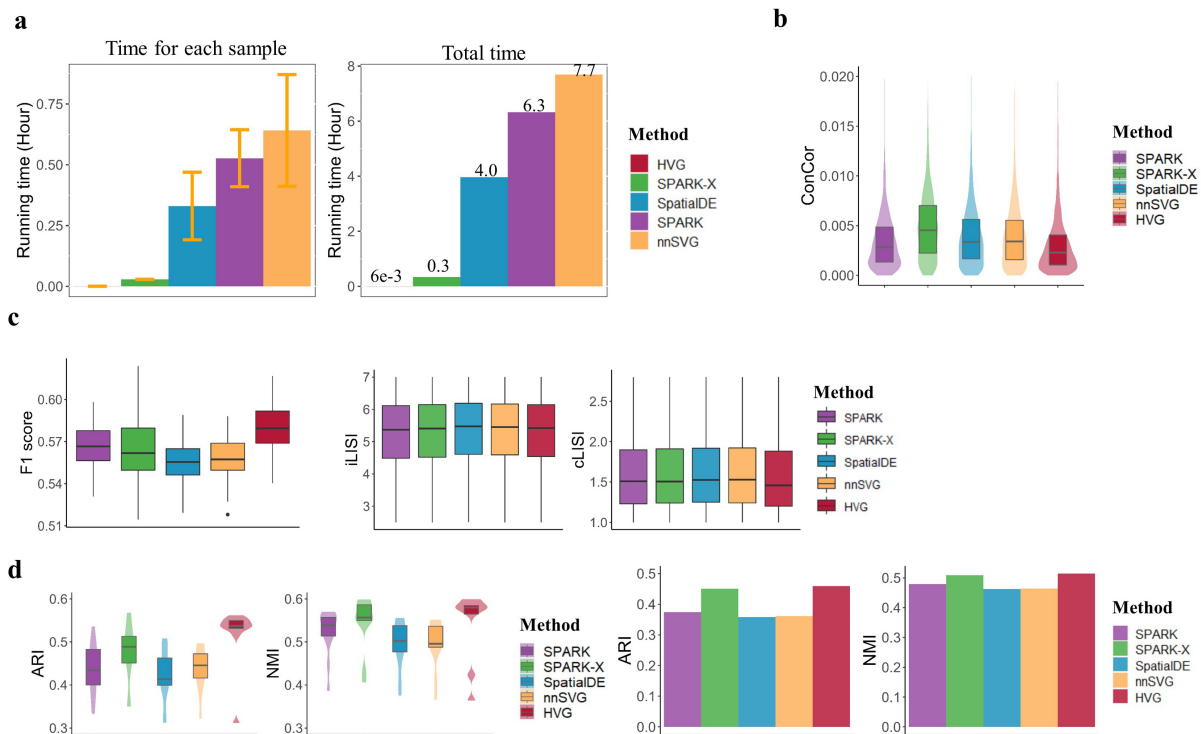 a
Time for each sample
Running time (Hour)
0.75
0.50
0.25
0.00
Total time
Running time (Hour)
8
6
4
2
0
6e-3
0.3
4.0
6.3
7.7
Method
HVG
SPARK-X
SpatialDE
SPARK
nnSVG
b
ConCor
0.020
0.015
0.010
0.005
0.000
Method
SPARK
SPARK-X
SpatialDE
nnSVG
HVG
c
F1 score
0.60
0.57
0.54
0.51
iLISI
7
6
5
4
3
cLISI
2.5
2.0
1.5
1.0
Method
SPARK
SPARK-X
SpatialDE
nnSVG
HVG
d
ARI
0.6
0.5
0.4
0.3
NMI
0.6
0.5
0.4
0.3
Method
SPARK
SPARK-X
SpatialDE
nnSVG
HVG
ARI
0.5
0.4
0.3
0.2
0.1
0.0
NMI
0.5
0.4
0.3
0.2
0.1
0.0
Method
SPARK
SPARK-X
SpatialDE
nnSVG
HVG